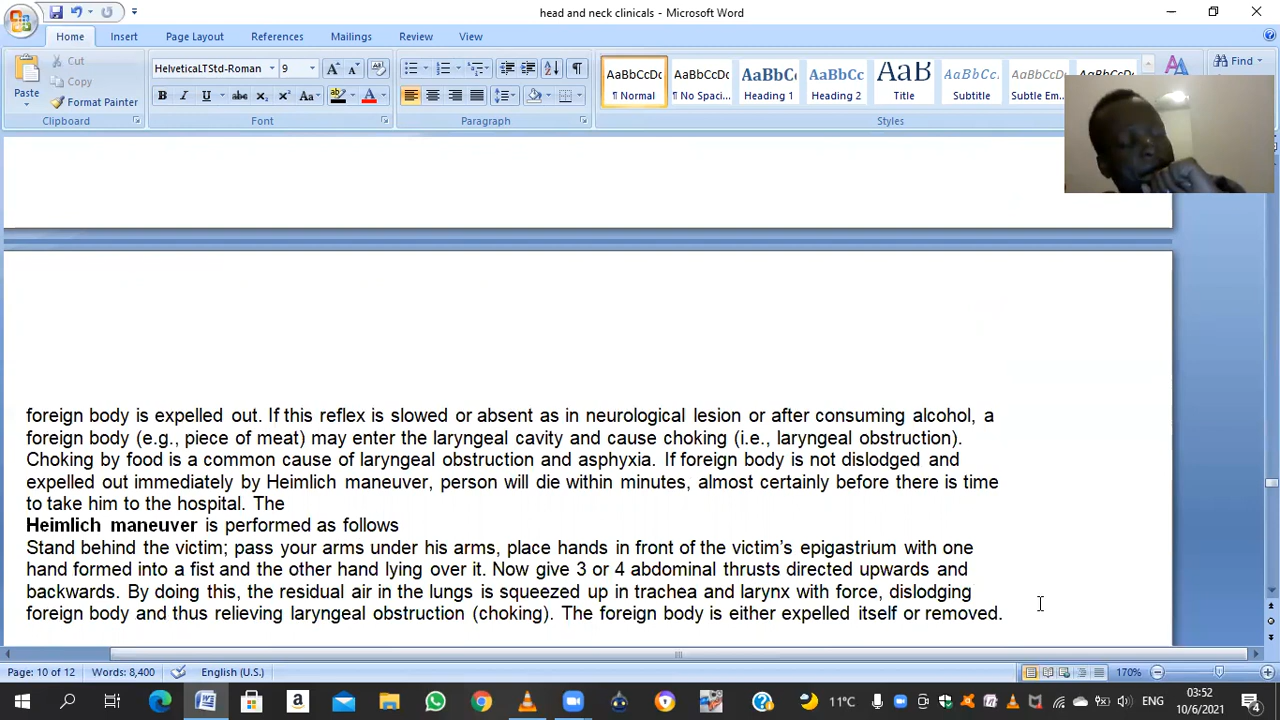 head and neck clinicals - Microsoft Word
Home Insert Page Layout References Mailings Review View
Paste
Cut
Copy
Format Painter
Clipboard
HelveticaLTStd-Roman 9
Font
Paragraph
AaBbCcDc AaBbCcDc AaBbCc AaBbCc AaB AaBbCc. AaBbCcDc AaBbCcDc
¶ Normal ¶ No Spaci... Heading 1 Heading 2 Title Subtitle Subtle Em...
Styles
Find
foreign body is expelled out. If this reflex is slowed or absent as in neurological lesion or after consuming alcohol, a
foreign body (e.g., piece of meat) may enter the laryngeal cavity and cause choking (i.e., laryngeal obstruction).
Choking by food is a common cause of laryngeal obstruction and asphyxia. If foreign body is not dislodged and
expelled out immediately by Heimlich maneuver, person will die within minutes, almost certainly before there is time
to take him to the hospital. The
Heimlich maneuver is performed as follows
Stand behind the victim; pass your arms under his arms, place hands in front of the victim’s epigastrium with one
hand formed into a fist and the other hand lying over it. Now give 3 or 4 abdominal thrusts directed upwards and
backwards. By doing this, the residual air in the lungs is squeezed up in trachea and larynx with force, dislodging
foreign body and thus relieving laryngeal obstruction (choking). The foreign body is either expelled itself or removed.
Page: 10 of 12 Words: 8,400 English (U.S.) 170%
11°C ENG
03:52
10/6/2021